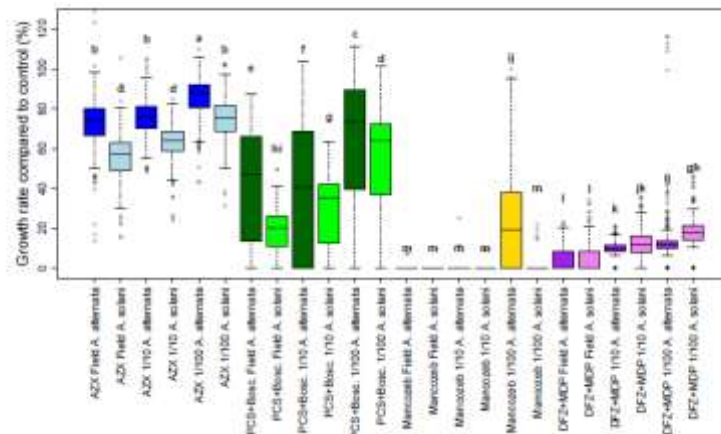 Growth rate compared to control (%)
120
100
80
60
40
20
0
b
a
b
a
a
b
e
f
c
d
ij
m
m
m
m
m
k
jk
gh
AZX Field A. alternata
AZX Field A. solani
AZX 1/10 A. alternata
AZX 1/10 A. solani
AZX 1/100 A. alternata
AZX 1/100 A. solani
PCS+Bosc. Field A. alternata
PCS+Bosc. Field A. solani
PCS+Bosc. 1/10 A. alternata
PCS+Bosc. 1/10 A. solani
PCS+Bosc. 1/100 A. alternata
PCS+Bosc. 1/100 A. solani
Mancozeb Field A. alternata
Mancozeb Field A. solani
Mancozeb 1/10 A. alternata
Mancozeb 1/10 A. solani
Mancozeb 1/100 A. alternata
Mancozeb 1/100 A. solani
DFZ+MDP Field A. alternata
DFZ+MDP Field A. solani
DFZ+MDP 1/10 A. alternata
DFZ+MDP 1/10 A. solani
DFZ+MDP 1/100 A. alternata
DFZ+MDP 1/100 A. solani